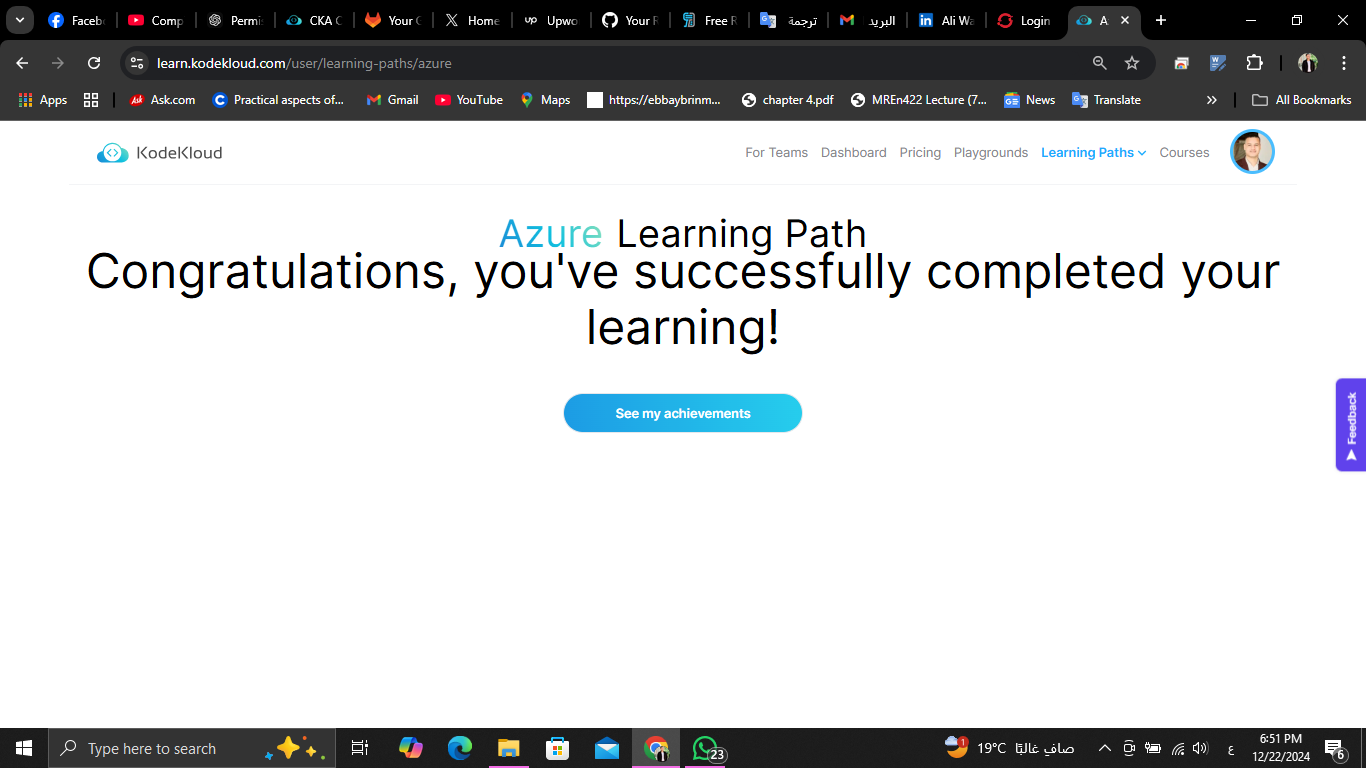 Faceb
Comp
Permis
CKA C
Your C
Home
Upwo
Your R
Free R
ترجمة
البريد
Ali Wa
Login
A
learn.kodekloud.com/user/learning-paths/azure
Apps
Ask.com
Practical aspects of...
Gmail
YouTube
Maps
https://ebbaybrinm...
chapter 4.pdf
MREn422 Lecture (7...
News
Translate
All Bookmarks
KodeKloud
For Teams
Dashboard
Pricing
Playgrounds
Learning Paths
Courses
Azure Learning Path
Congratulations, you've successfully completed your
learning!
See my achievements
Feedback
Type here to search
23
1
19°C صافٍ غالبًا
ع
6:51 PM
12/22/2024
6